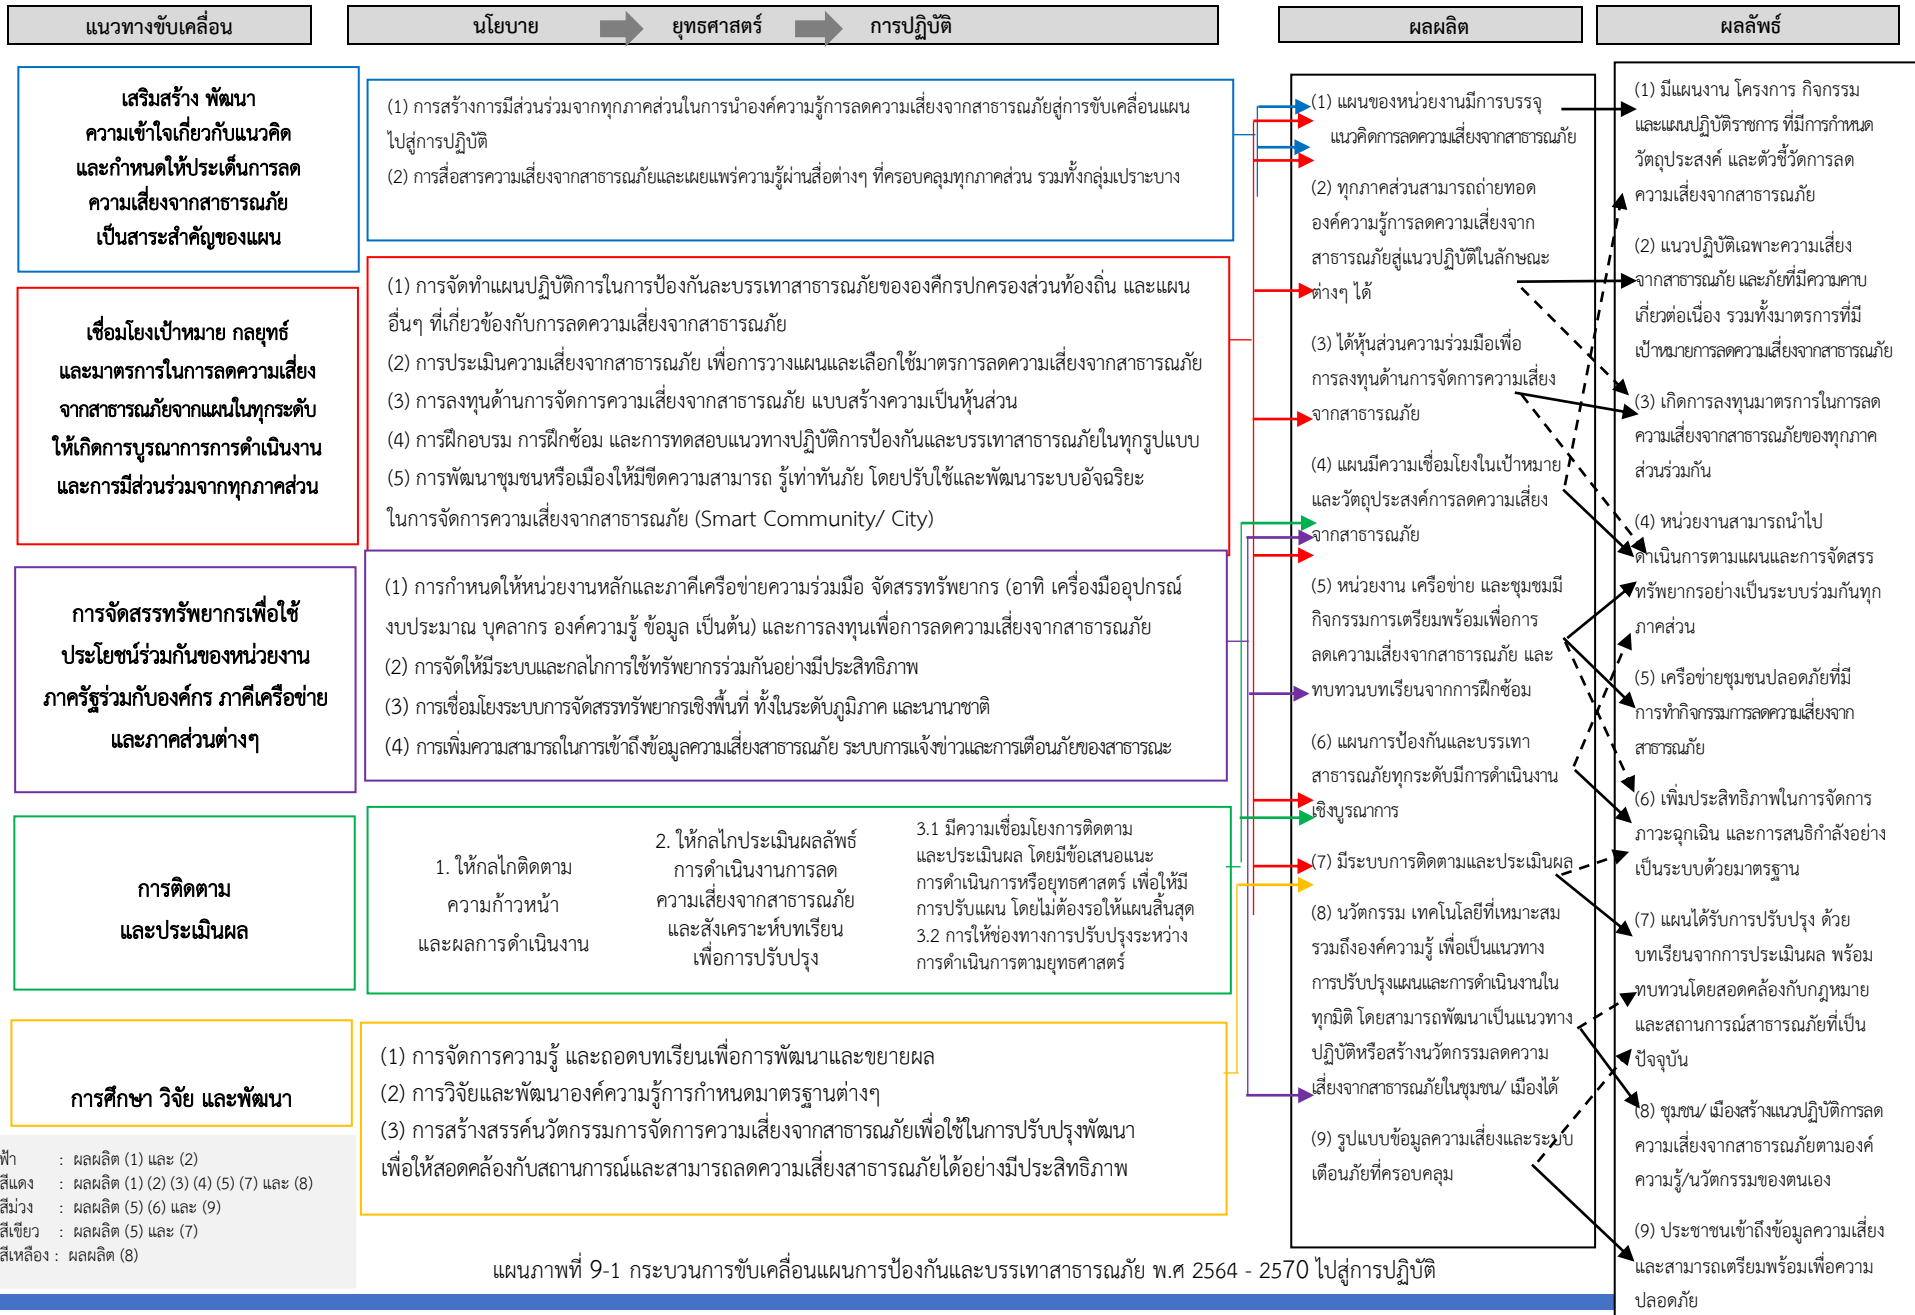 แนวทางขับเคลื่อน
นโยบาย ยุทธศาสตร์ การปฏิบัติ
ผลผลิต
ผลลัพธ์
เสริมสร้าง พัฒนา
ความเข้าใจเกี่ยวกับแนวคิด
และกำหนดให้ประเด็นการลด
ความเสี่ยงจากสาธารณภัย
เป็นสาระสำคัญของแผน
(1) การสร้างการมีส่วนร่วมจากทุกภาคส่วนในการนำองค์ความรู้การลดความเสี่ยงจากสาธารณภัยสู่การขับเคลื่อนแผน
ไปสู่การปฏิบัติ
(2) การสื่อสารความเสี่ยงจากสาธารณภัยและเผยแพร่ความรู้ผ่านสื่อต่างๆ ที่ครอบคลุมทุกภาคส่วน รวมทั้งกลุ่มเปราะบาง
เชื่อมโยงเป้าหมาย กลยุทธ์
และมาตรการในการลดความเสี่ยง
จากสาธารณภัยจากแผนในทุกระดับ
ให้เกิดการบูรณาการการดำเนินงาน
และการมีส่วนร่วมจากทุกภาคส่วน
(1) การจัดทำแผนปฏิบัติการในการป้องกันละบรรเทาสาธารณภัยขององศึกรปกครองส่วนท้องถิ่น และแผน
อื่นๆ ที่เกี่ยวข้องกับการลดความเสี่ยงจากสาธารณภัย
(2) การประเมินความเสี่ยงจากสาธารณภัย เพื่อการวางแผนและเลือกใช้มาตรการลดความเสี่ยงจากสาธารณภัย
(3) การลงทุนด้านการจัดการความเสี่ยงจากสาธารณภัย แบบสร้างความเป็นหุ้นส่วน
(4) การฝึกอบรม การฝึกซ้อม และการทดสอบแนวทางปฏิบัติการป้องกันและบรรเทาสาธารณภัยในทุกรูปแบบ
(5) การพัฒนาชุมชนหรือเมืองให้มีขีดความสามารถ รู้เท่าทันภัย โดยปรับใช้และพัฒนาระบบอัจฉริยะ
ในการจัดการความเสี่ยงจากสาธารณภัย (Smart Community/ City)
การจัดสรรทรัพยากรเพื่อใช้
ประโยชน์ร่วมกันของหน่วยงาน
ภาครัฐร่วมกับองค์กร ภาคีเครือข่าย
และภาคส่วนต่างๆ
(1) การกำหนดให้หน่วยงานหลักและภาคีเครือข่ายความร่วมมือ จัดสรรทรัพยากร (อาทิ เครื่องมืออุปกรณ์
งบประมาณ บุคลากร องค์ความรู้ ข้อมูล เป็นต้น) และการลงทุนเพื่อการลดความเสี่ยงจากสาธารณภัย
(2) การจัดให้มีระบบและกลไกการใช้ทรัพยากรร่วมกันอย่างมีประสิทธิภาพ
(3) การเชื่อมโยงระบบการจัดสรรทรัพยากรเชิงพื้นที่ ทั้งในระดับภูมิภาค และนานาชาติ
(4) การเพิ่มความสามารถในการเข้าถึงข้อมูลความเสี่ยงสาธารณภัย ระบบการแจ้งข่าวและการเตือนภัยของสาธารณะ
การติดตาม
และประเมินผล
1. ให้กลไกติดตาม
ความก้าวหน้า
และผลการดำเนินงาน
2. ให้กลไกประเมินผลลัพธ์
การดำเนินงานการลด
ความเสี่ยงจากสาธารณภัย
และสังเคราะห์บทเรียน
เพื่อการปรับปรุง
3.1 มีความเชื่อมโยงการติดตาม
และประเมินผล โดยมีข้อเสนอแนะ
การดำเนินการหรือยุทธศาสตร์ เพื่อให้มี
การปรับแผน โดยไม่ต้องรอให้แผนสิ้นสุด
3.2 การให้ช่องทางการปรับปรุงระหว่าง
การดำเนินการตามยุทธศาสตร์
การศึกษา วิจัย และพัฒนา
(1) การจัดการความรู้ และถอดบทเรียนเพื่อการพัฒนาและขยายผล
(2) การวิจัยและพัฒนาองค์ความรู้การกำหนดมาตรฐานต่างๆ
(3) การสร้างสรรค์นวัตกรรมการจัดการความเสี่ยงจากสาธารณภัยเพื่อใช้ในการปรับปรุงพัฒนา
เพื่อให้สอดคล้องกับสถานการณ์และสามารถลดความเสี่ยงสาธารณภัยได้อย่างมีประสิทธิภาพ
ฟ้า : ผลผลิต (1) และ (2)
สีแดง : ผลผลิต (1) (2) (3) (4) (5) (7) และ (8)
สีม่วง : ผลผลิต (5) (6) และ (9)
สีเขียว : ผลผลิต (5) และ (7)
สีเหลือง : ผลผลิต (8)
(1) แผนของหน่วยงานมีการบรรจุ
แนวคิดการลดความเสี่ยงจากสาธารณภัย
(2) ทุกภาคส่วนสามารถถ่ายทอด
องค์ความรู้การลดความเสี่ยงจาก
สาธารณภัยสู่แนวปฏิบัติในลักษณะ
ต่างๆ ได้
(3) ได้หุ้นส่วนความร่วมมือเพื่อ
การลงทุนด้านการจัดการความเสี่ยง
จากสาธารณภัย
(4) แผนมีความเชื่อมโยงในเป้าหมาย
และวัตถุประสงค์การลดความเสี่ยง
จากสาธารณภัย
(5) หน่วยงาน เครือข่าย และชุมชมมี
กิจกรรมการเตรียมพร้อมเพื่อการ
ลดเความเสี่ยงจากสาธารณภัย และ
ทบทวนบทเรียนจากการฝึกซ้อม
(6) แผนการป้องกันและบรรเทา
สาธารณภัยทุกระดับมีการดำเนินงาน
เชิงบูรณาการ
(7) มีระบบการติดตามและประเมินผล
(8) นวัตกรรม เทคโนโลยีที่เหมาะสม
รวมถึงองค์ความรู้ เพื่อเป็นแนวทาง
การปรับปรุงแผนและการดำเนินงานใน
ทุกมิติ โดยสามารถพัฒนาเป็นแนวทาง
ปฏิบัติหรือสร้างนวัตกรรมลดความ
เสี่ยงจากสาธารณภัยในชุมชน/ เมืองได้
(9) รูปแบบข้อมูลความเสี่ยงและระบบ
เตือนภัยที่ครอบคลุม
(1) มีแผนงาน โครงการ กิจกรรม
และแผนปฏิบัติราชการ ที่มีการกำหนด
วัตถุประสงค์ และตัวชี้วัดการลด
ความเสี่ยงจากสาธารณภัย
(2) แนวปฏิบัติเฉพาะความเสี่ยง
จากสาธารณภัย และภัยที่มีความคาบ
เกี่ยวต่อเนื่อง รวมทั้งมาตรการที่มี
เป้าหมายการลดความเสี่ยงจากสาธารณภัย
(3) เกิดการลงทุนมาตรการในการลด
ความเสี่ยงจากสาธารณภัยของทุกภาค
ส่วนร่วมกัน
(4) หน่วยงานสามารถนำไป
ดำเนินการตามแผนและการจัดสรร
ทรัพยากรอย่างเป็นระบบร่วมกันทุก
ภาคส่วน
(5) เครือข่ายชุมชนปลอดภัยที่มี
การทำกิจกรรมการลดความเสี่ยงจาก
สาธารณภัย
(6) เพิ่มประสิทธิภาพในการจัดการ
ภาวะฉุกเฉิน และการสนธิกำลังอย่าง
เป็นระบบด้วยมาตรฐาน
(7) แผนได้รับการปรับปรุง ด้วย
บทเรียนจากการประเมินผล พร้อม
ทบทวนโดยสอดคล้องกับกฎหมาย
และสถานการณ์สาธารณภัยที่เป็น
ปัจจุบัน
(8) ชุมชน/ เมืองสร้างแนวปฏิบัติการลด
ความเสี่ยงจากสาธารณภัยตามองค์
ความรู้/นวัตกรรมของตนเอง
(9) ประชาชนเข้าถึงข้อมูลความเสี่ยง
และสามารถเตรียมพร้อมเพื่อความ
ปลอดภัย
แผนภาพที่ 9-1 กระบวนการขับเคลื่อนแผนการป้องกันและบรรเทาสาธารณภัย พ.ศ 2564 - 2570 ไปสู่การปฏิบัติ